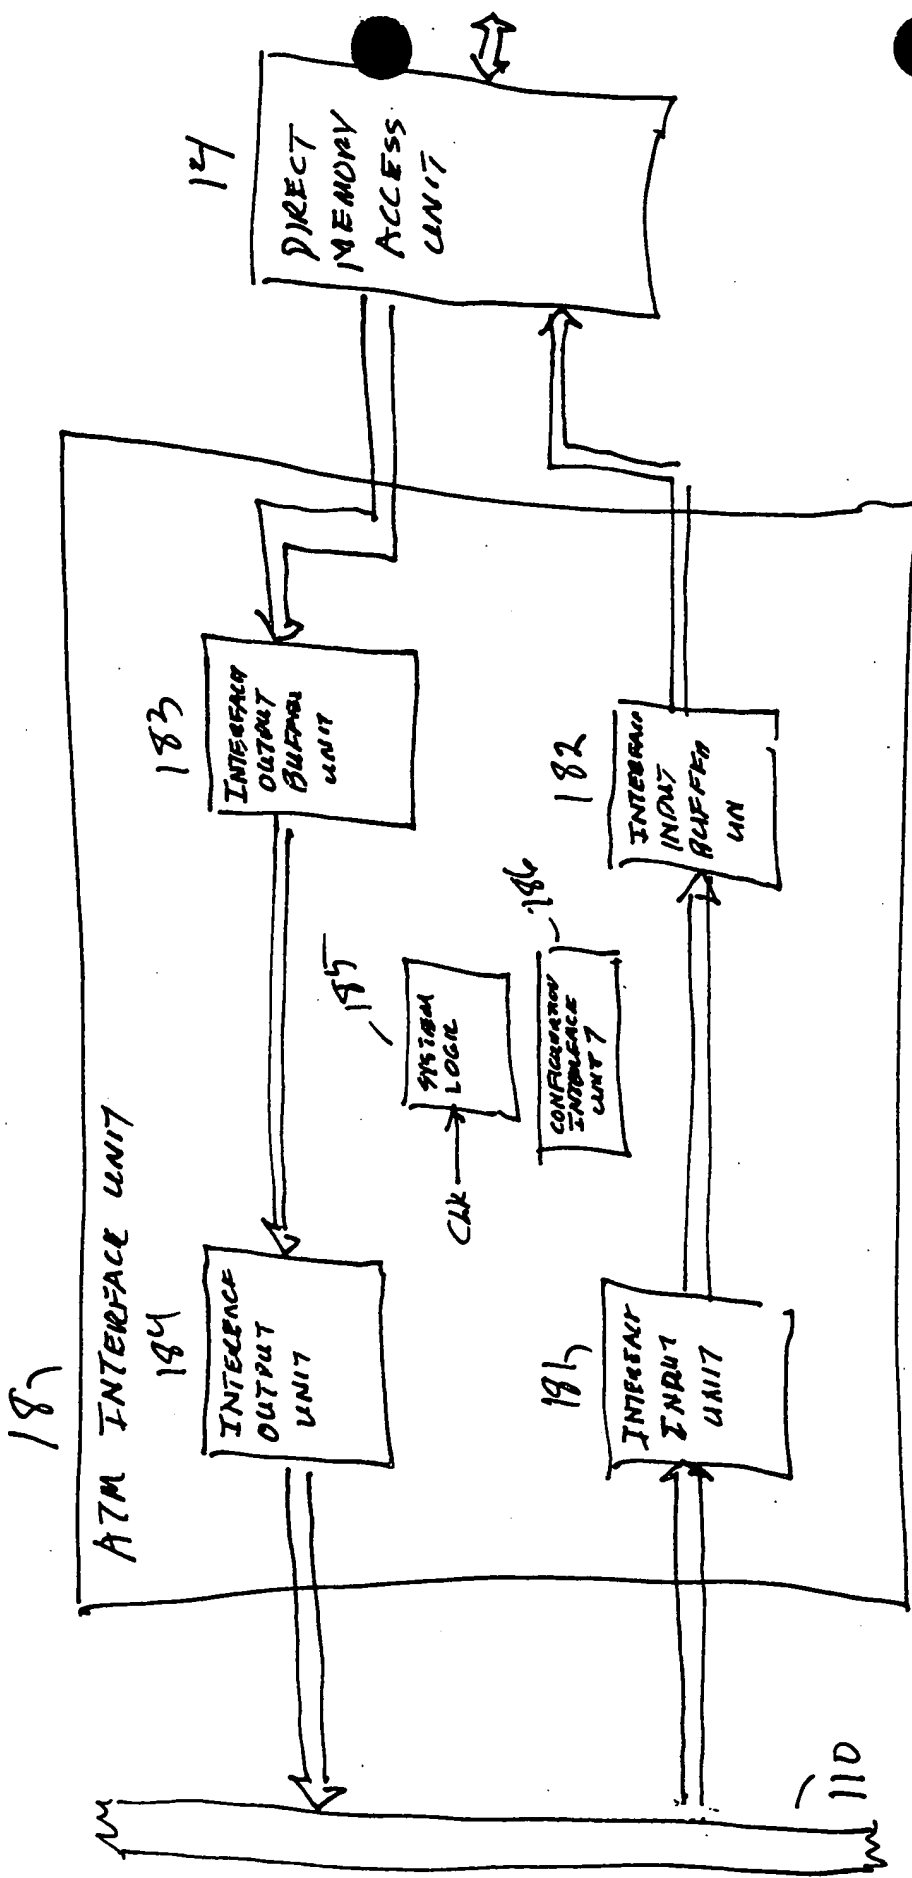 18
ATM INTERFACE UNIT
184
INTERFACE
OUTPUT
UNIT
183
INTERFACE
OUTPUT
BUFFER
UNIT
14
DIRECT
MEMORY
ACCESS
UNIT
185
SYSTEM
LOGIC
CLK
186
CONFIGURATION
INTERFACE
UNIT
181
INTERFACE
INPUT
UNIT
182
INTERFACE
INPUT
BUFFER
UN
110